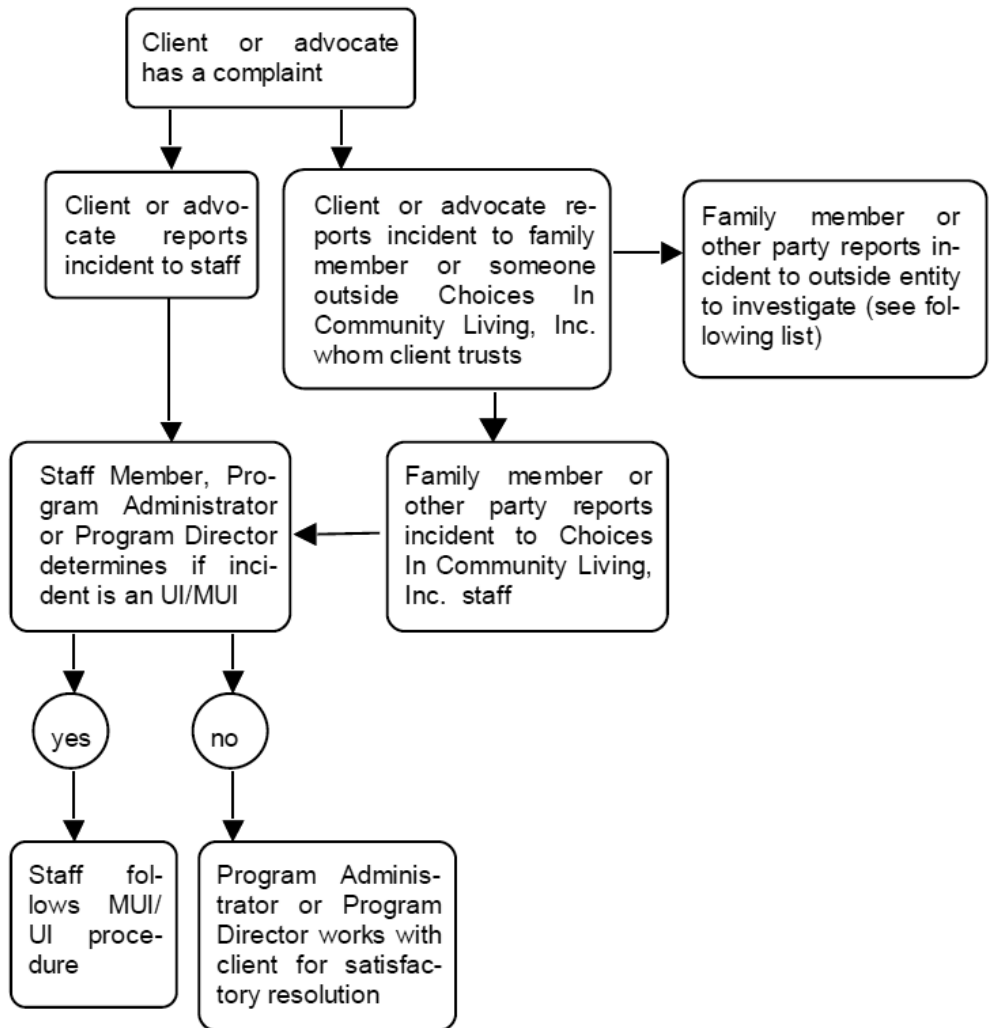 Client or advocate
has a complaint
Client or advo-
cate reports
incident to staff
Client or advocate re-
ports incident to family
member or someone
outside Choices In
Community Living, Inc.
whom client trusts
Family member or
other party reports in-
cident to outside entity
to investigate (see fol-
lowing list)
Staff Member, Pro-
gram Administrator
or Program Director
determines if inci-
dent is an UI/MUI
Family member or
other party reports
incident to Choices
In Community Living,
Inc. staff
yes
no
Staff fol-
lows MUI/
UI proce-
dure
Program Adminis-
trator or Program
Director works with
client for satisfac-
tory resolution